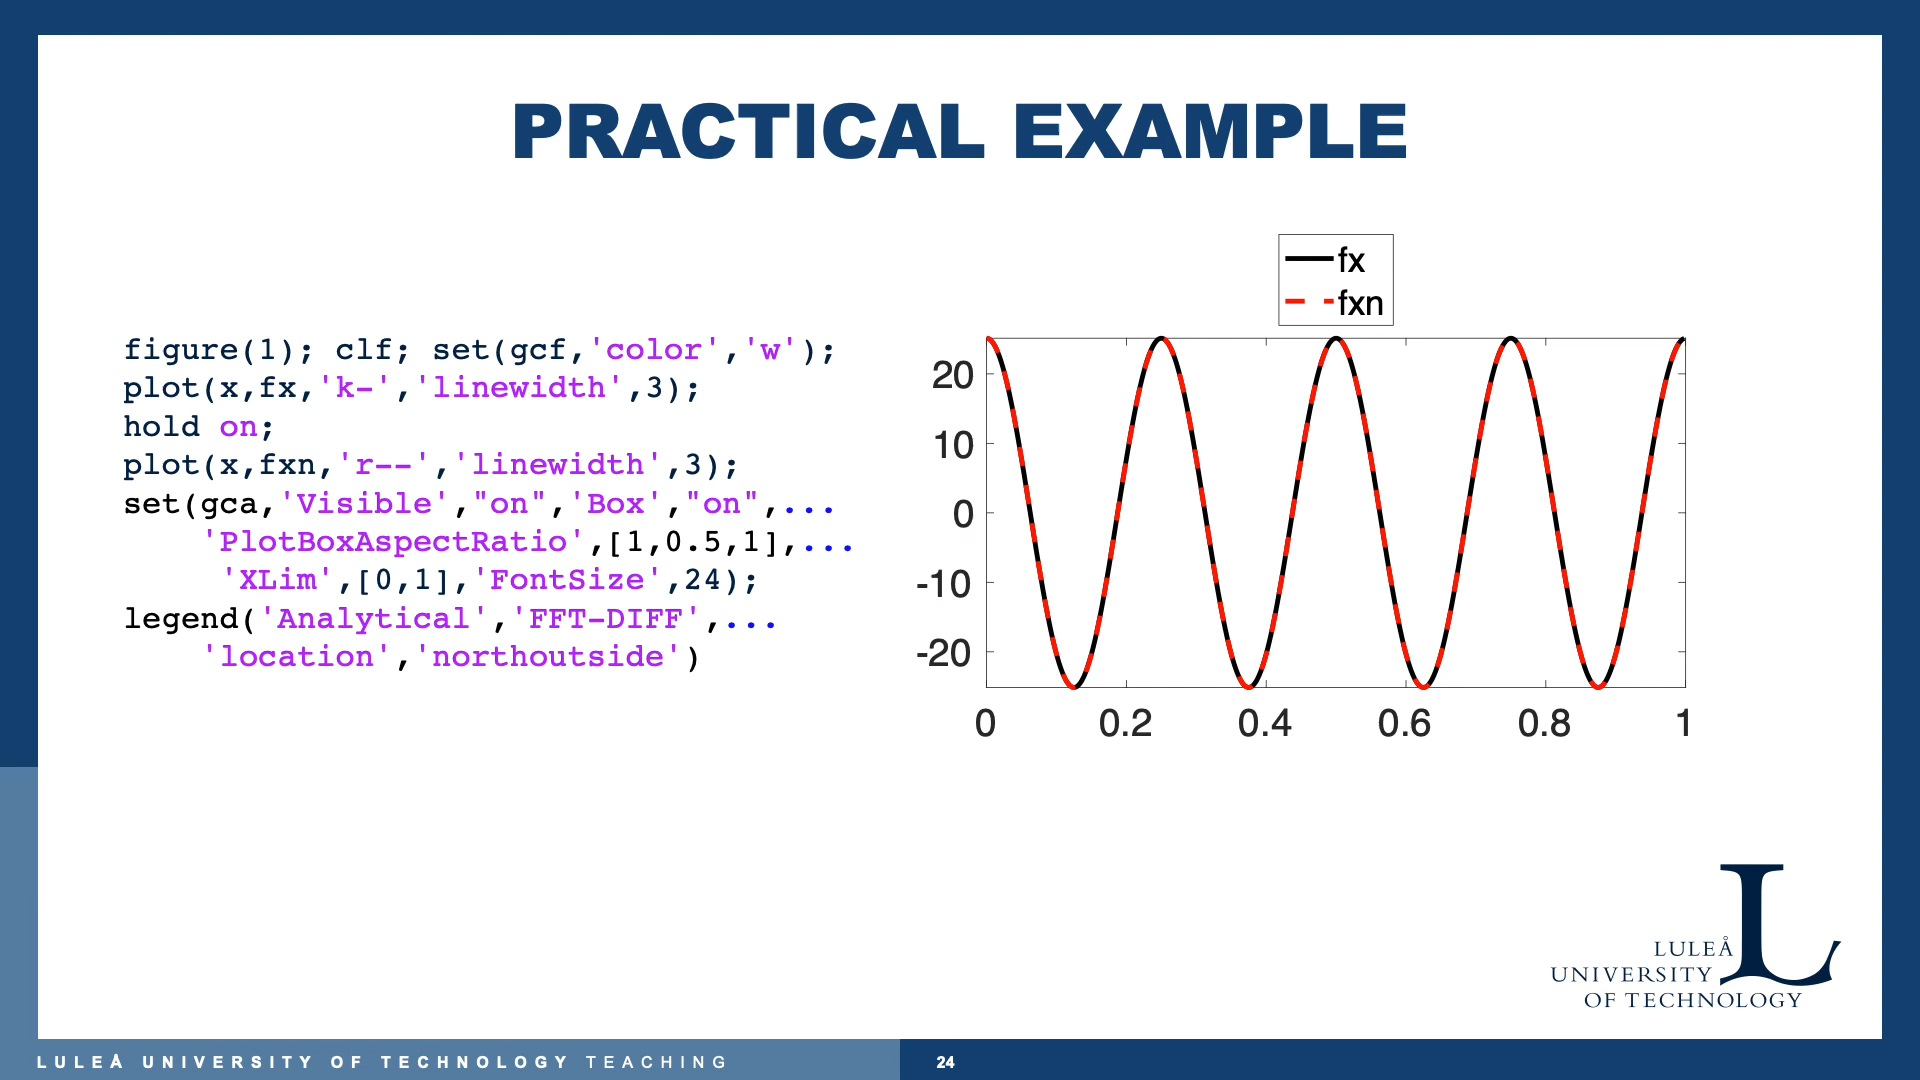 PRACTICAL EXAMPLE
figure(1); clf; set(gcf,'color','w');
plot(x,fx,'k-','linewidth',3);
hold on;
plot(x,fxn,'r--','linewidth',3);
set(gca,'Visible',"on",'Box',"on",...
    'PlotBoxAspectRatio',[1,0.5,1],...
     'XLim',[0,1],'FontSize',24);
legend('Analytical','FFT-DIFF',...
    'location','northoutside')
fx
fxn
20
10
0
-10
-20
0 0.2 0.4 0.6 0.8 1
LULEÅ
UNIVERSITY
OF TECHNOLOGY
L
LULEÅ UNIVERSITY OF TECHNOLOGY TEACHING 24